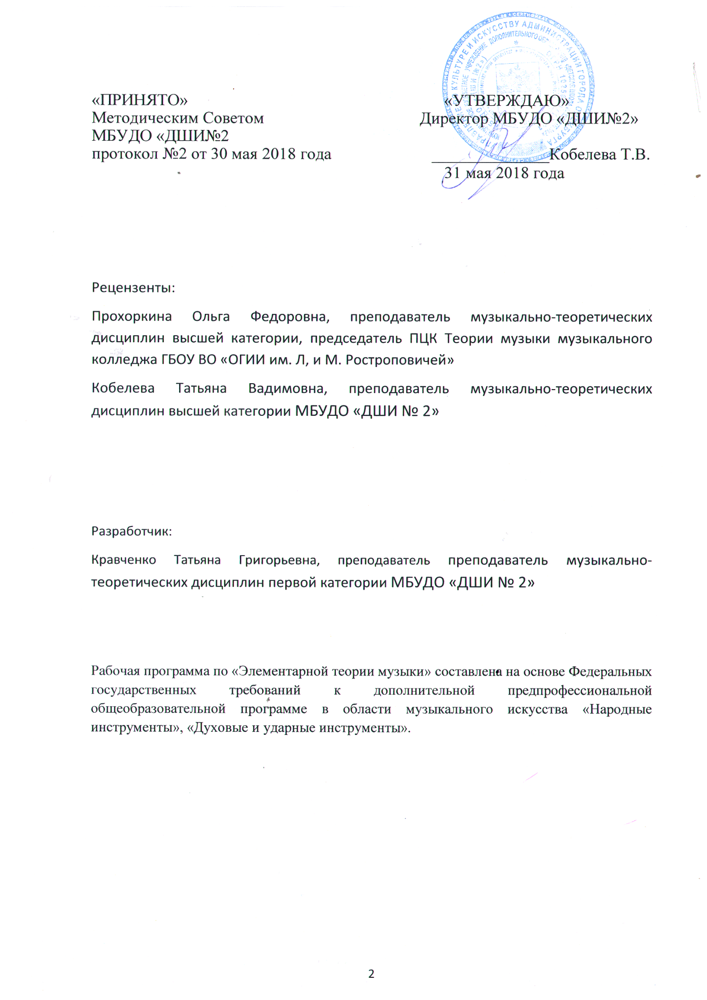 «ПРИНЯТО»
Методическим Советом
МБУДО «ДШИ№2
протокол №2 от 30 мая 2018 года
УПРАВЛЕНИЕ ПО КУЛЬТУРЕ И ИСКУССТВУ АДМИНИСТРАЦИИ ГОРОДА ОРЕНБУРГА
«УТВЕРЖДАЮ»
Директор МБУДО «ДШИ№2»
______________Кобелева Т.В.
31 мая 2018 года
Рецензенты:
Прохоркина Ольга Федоровна, преподаватель музыкально-теоретических
дисциплин высшей категории, председатель ПЦК Теории музыки музыкального
колледжа ГБОУ ВО «ОГИИ им. Л, и М. Ростроповичей»
Кобелева Татьяна Вадимовна, преподаватель музыкально-теоретических
дисциплин высшей категории МБУДО «ДШИ № 2»
Разработчик:
Кравченко Татьяна Григорьевна, преподаватель преподаватель музыкально-
теоретических дисциплин первой категории МБУДО «ДШИ № 2»
Рабочая программа по «Элементарной теории музыки» составлена на основе Федеральных
государственных требований к дополнительной предпрофессиональной
общеобразовательной программе в области музыкального искусства «Народные
инструменты», «Духовые и ударные инструменты».
2